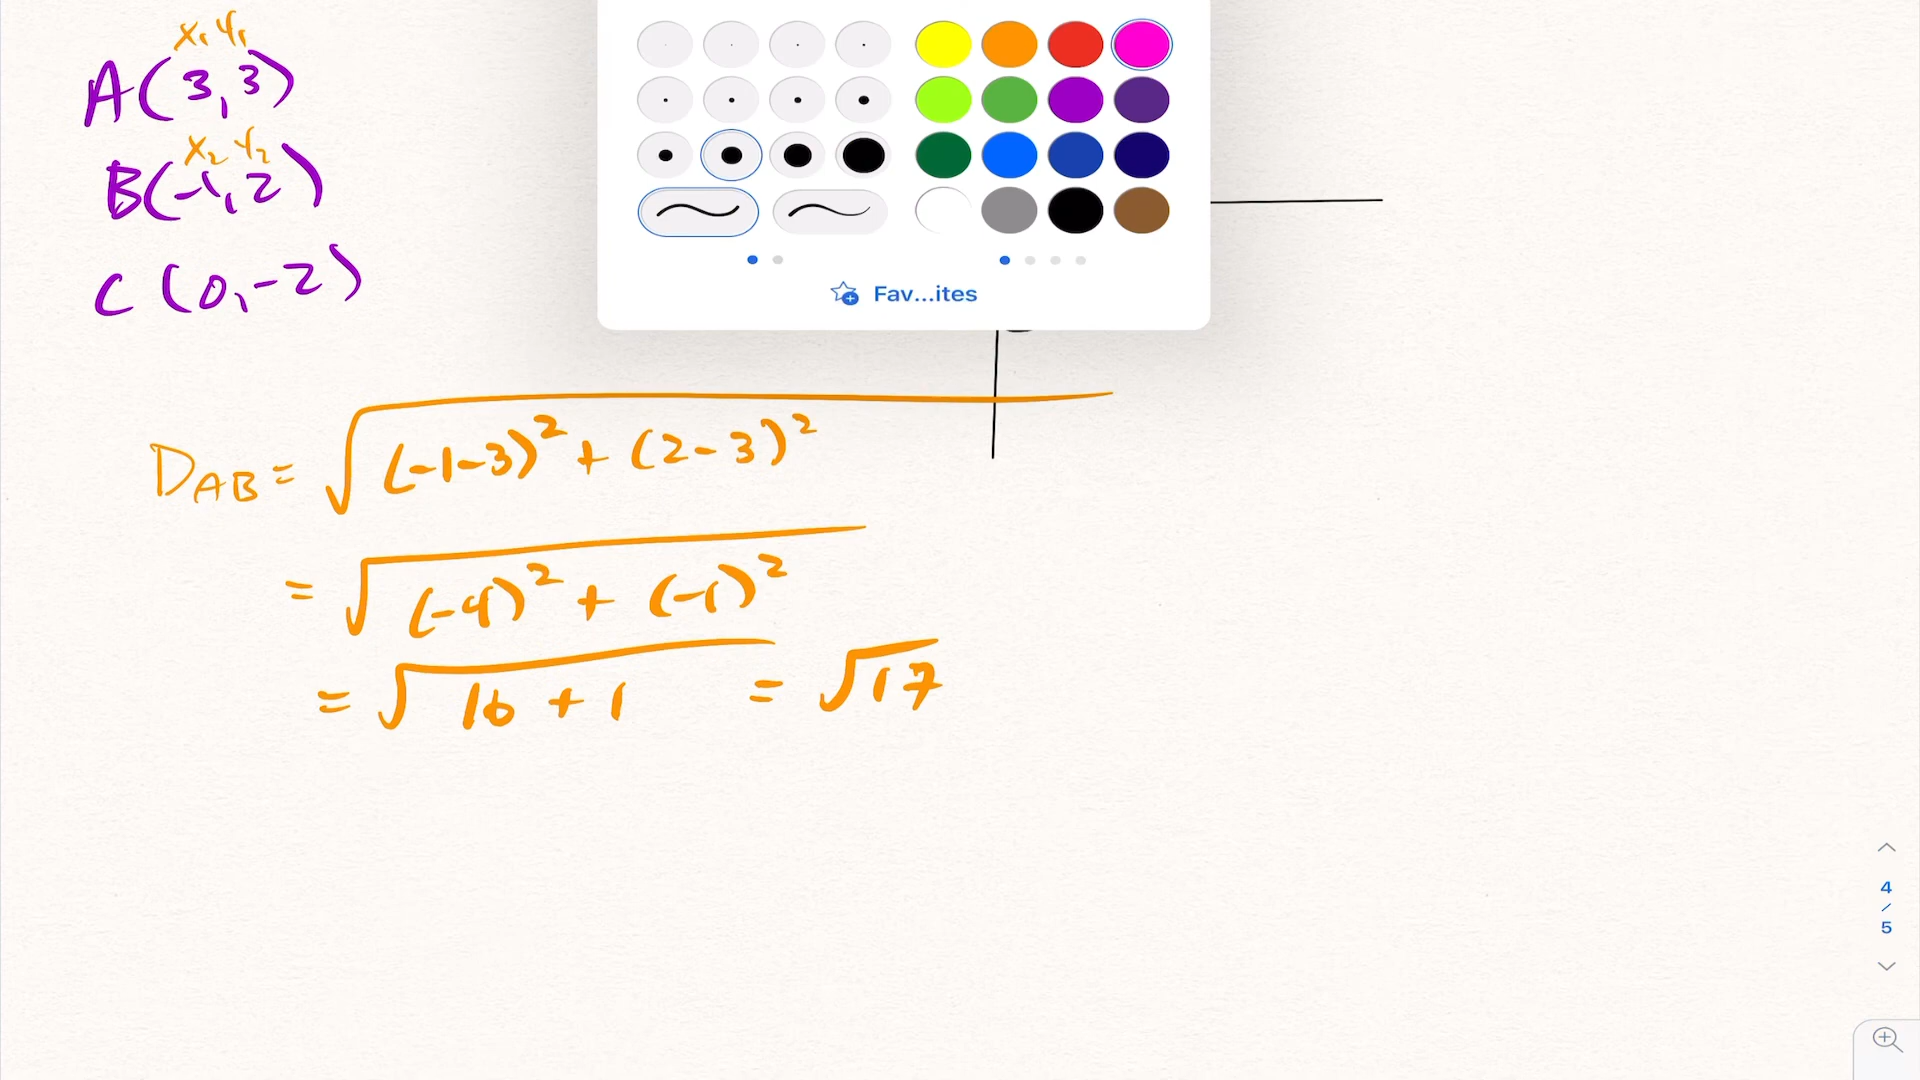 x₁ y₁
A(3,3)
x₂ y₂
B(-1,2)
C(0,-2)
Fav...ites
D_AB = √((-1-3)² + (2-3)²)
= √((-4)² + (-1)²)
= √(16 + 1) = √17
4
/
5